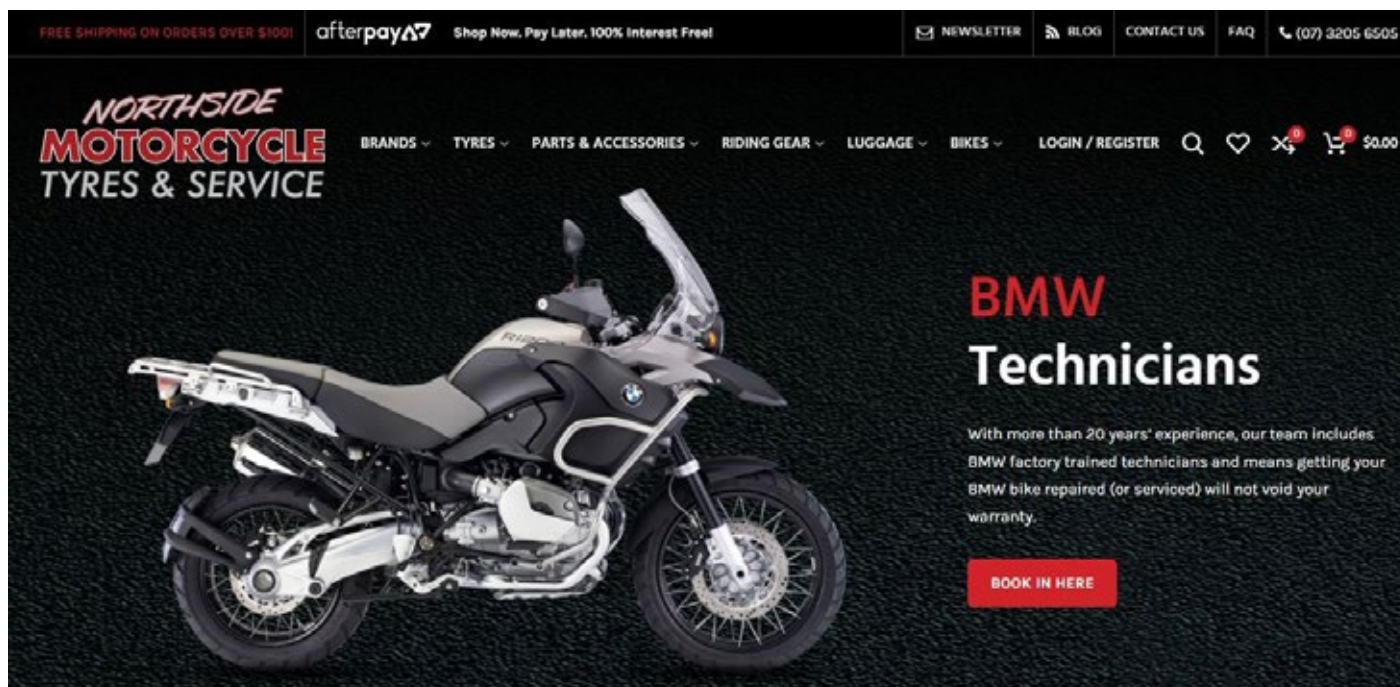 FREE SHIPPING ON ORDERS OVER $100!
afterpay Shop Now. Pay Later. 100% Interest Free!
NEWSLETTER BLOG CONTACT US FAQ (07) 3205 6505
NORTHSIDE
MOTORCYCLE
TYRES & SERVICE
BRANDS TYRES PARTS & ACCESSORIES RIDING GEAR LUGGAGE BIKES LOGIN / REGISTER 0 0 $0.00
BMW
Technicians
With more than 20 years' experience, our team includes
BMW factory trained technicians and means getting your
BMW bike repaired (or serviced) will not void your
warranty.
BOOK IN HERE